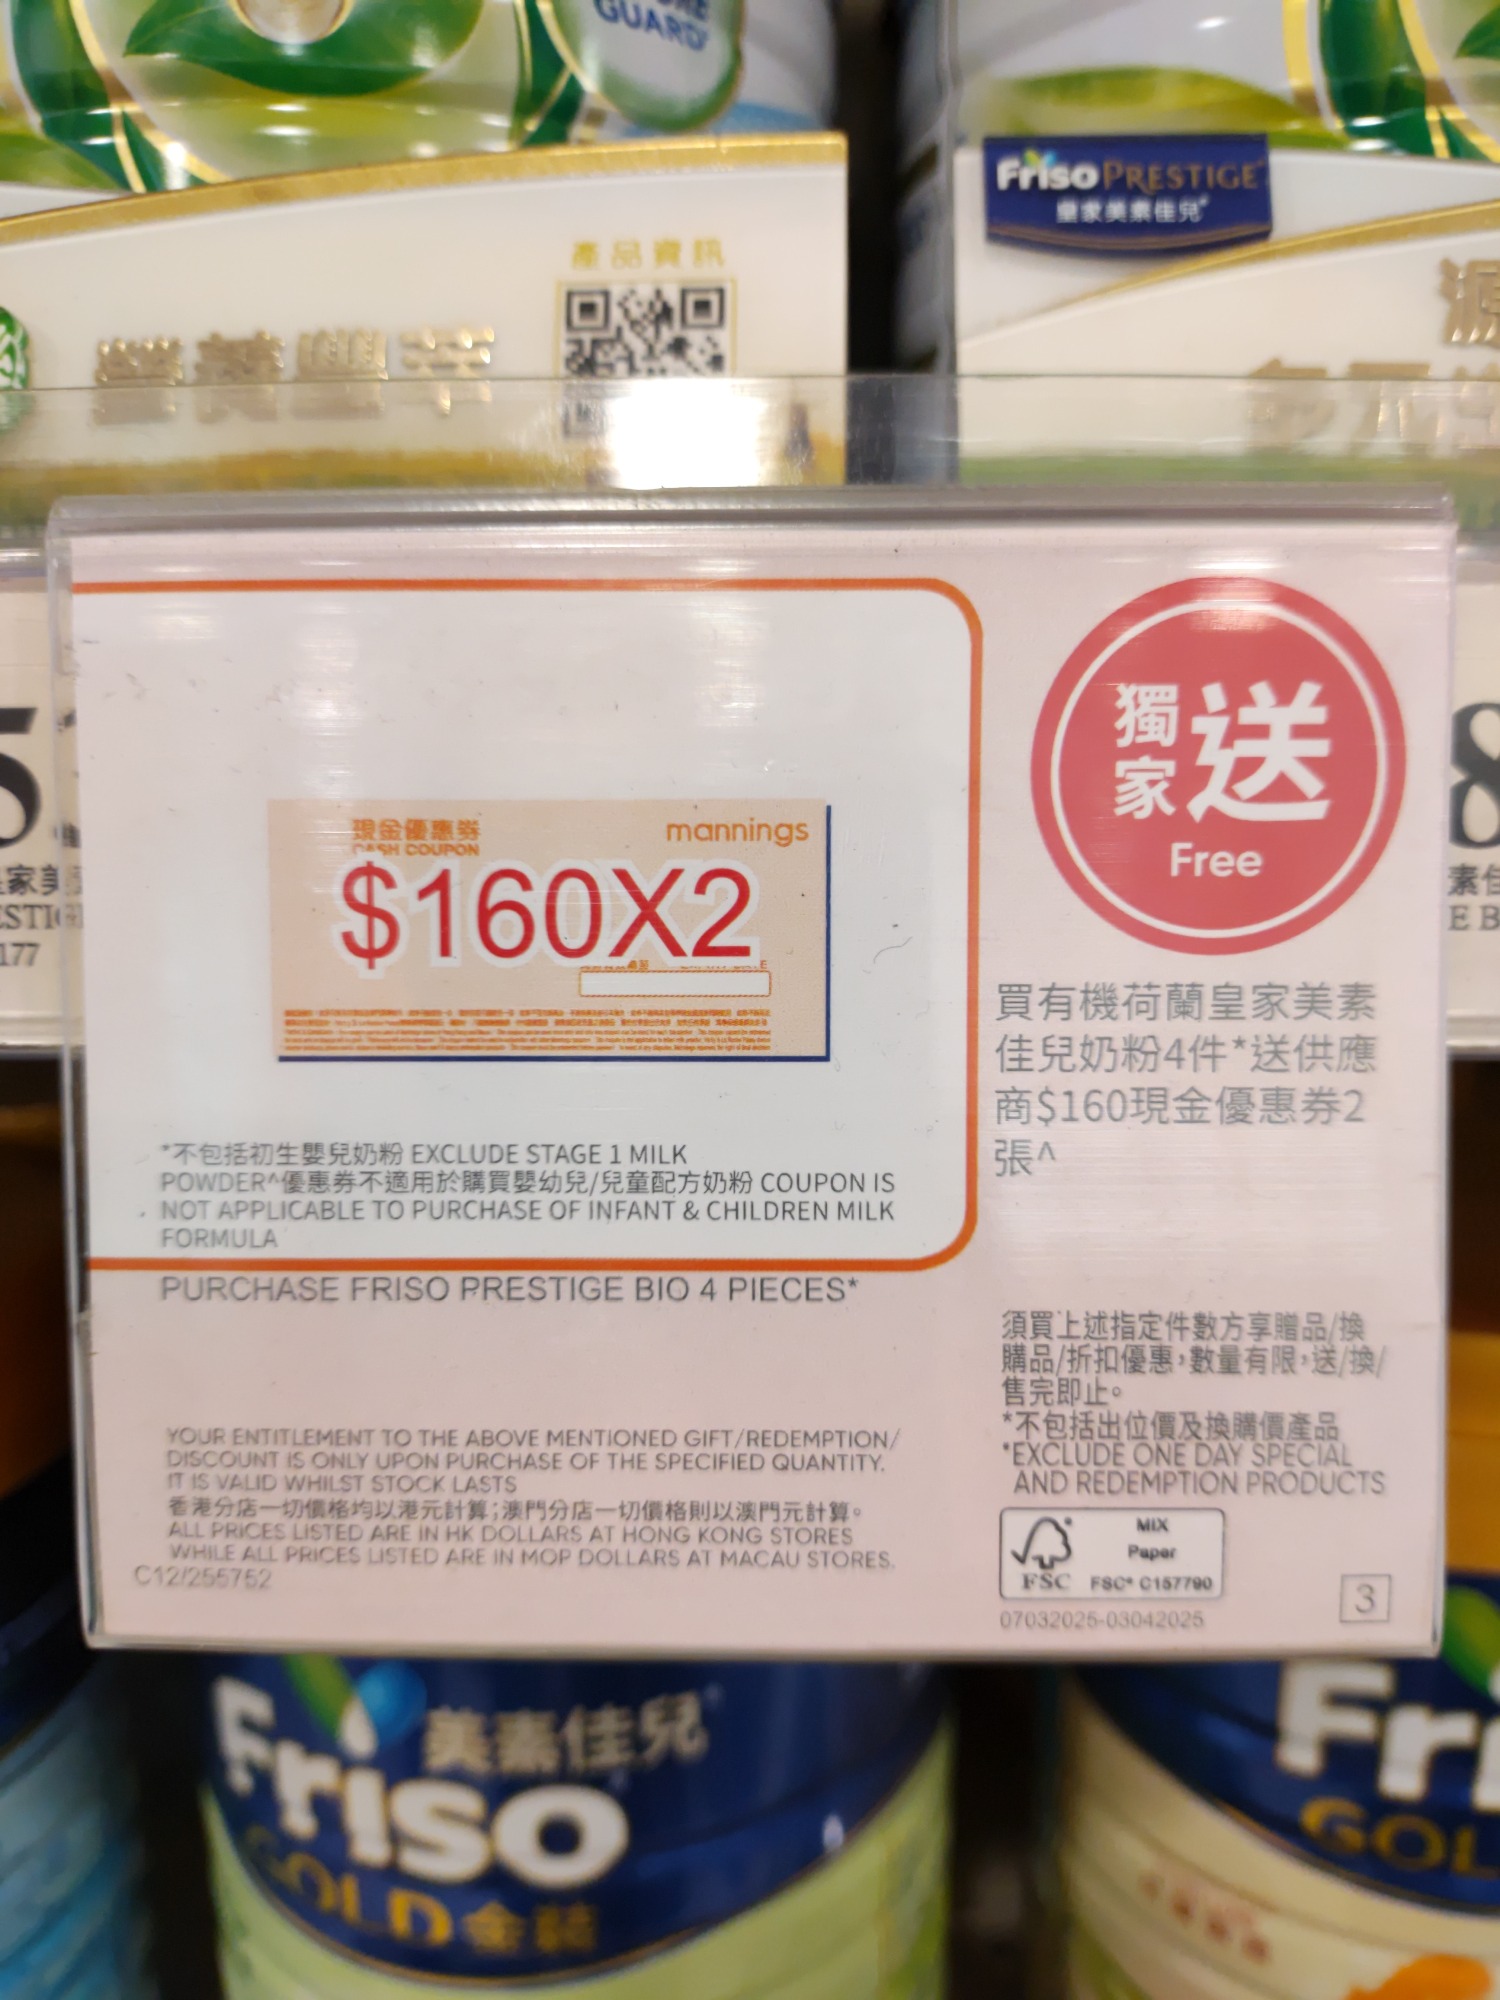 GUARD
Friso PRESTIGE
皇家美素佳兒
產品資訊
營養豐萃
獨家
送
Free
現金優惠券
CASH COUPON
mannings
$160X2
買有機荷蘭皇家美素
佳兒奶粉4件*送供應
商$160現金優惠券2
張^
*不包括初生嬰兒奶粉 EXCLUDE STAGE 1 MILK
POWDER^優惠券不適用於購買嬰幼兒/兒童配方奶粉 COUPON IS
NOT APPLICABLE TO PURCHASE OF INFANT & CHILDREN MILK
FORMULA
PURCHASE FRISO PRESTIGE BIO 4 PIECES*
須買上述指定件數方享贈品/換
購品/折扣優惠,數量有限,送/換/
售完即止。
*不包括出位價及換購價產品
*EXCLUDE ONE DAY SPECIAL
AND REDEMPTION PRODUCTS
YOUR ENTITLEMENT TO THE ABOVE MENTIONED GIFT/REDEMPTION/
DISCOUNT IS ONLY UPON PURCHASE OF THE SPECIFIED QUANTITY.
IT IS VALID WHILST STOCK LASTS
香港分店一切價格均以港元計算;澳門分店一切價格則以澳門元計算。
ALL PRICES LISTED ARE IN HK DOLLARS AT HONG KONG STORES
WHILE ALL PRICES LISTED ARE IN MOP DOLLARS AT MACAU STORES.
C12/255752
MIX
Paper
FSC
FSC® C157790
07032025-03042025
3
177
美素佳兒
Friso
GOLD 金裝